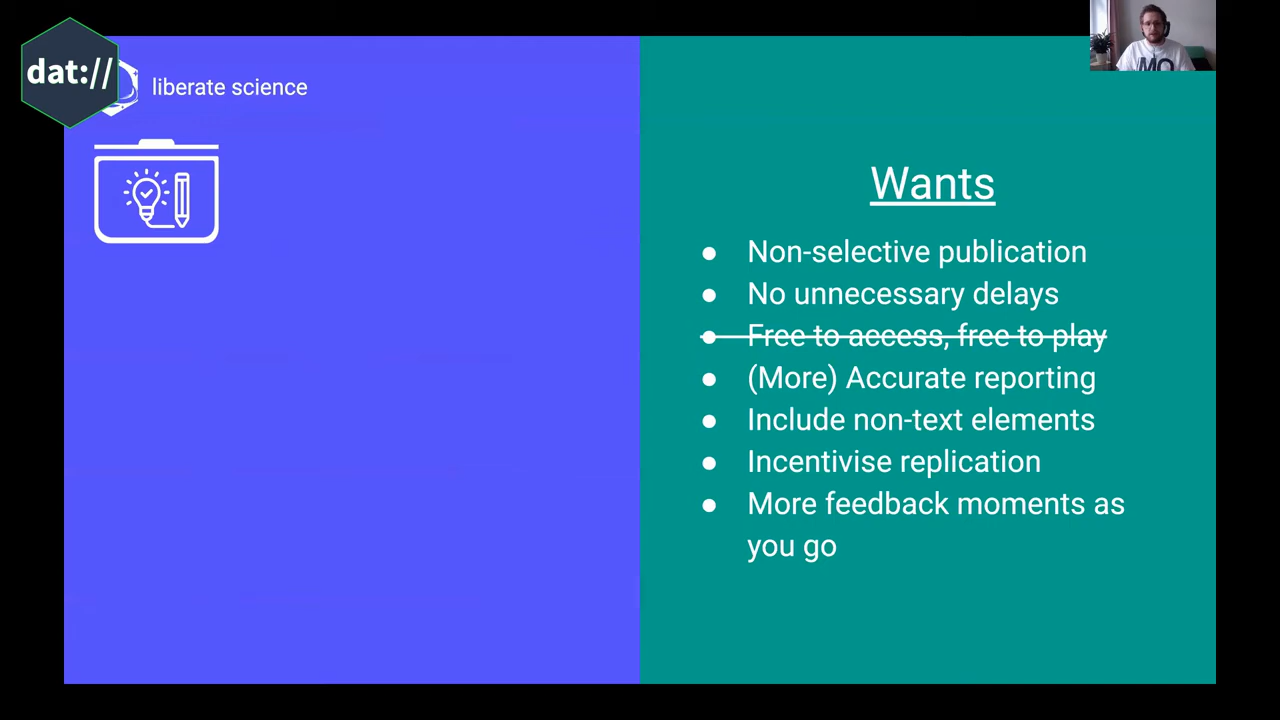 dat://
liberate science
Wants
● Non-selective publication
● No unnecessary delays
● Free to access, free to play
● (More) Accurate reporting
● Include non-text elements
● Incentivise replication
● More feedback moments as
you go
MO